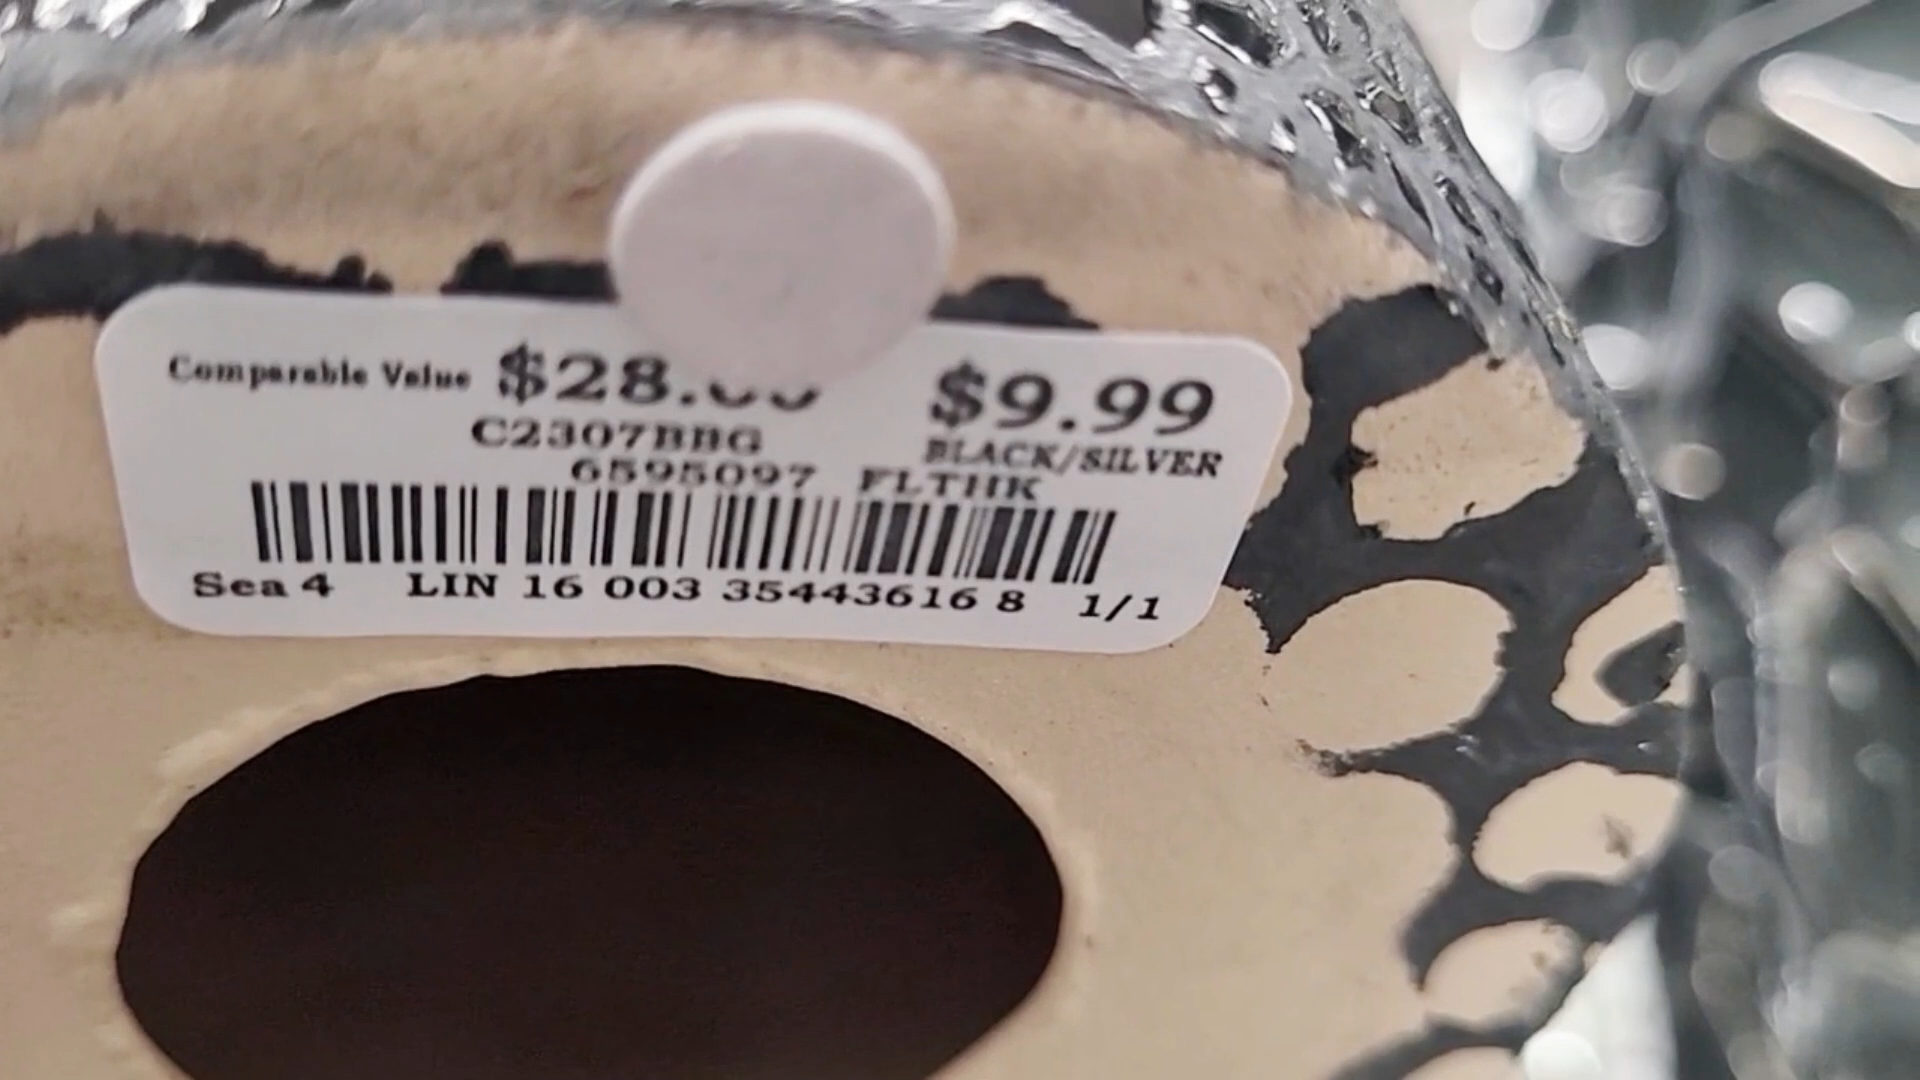 Comparable Value $28. $9.99
C2307BBG BLACK/SILVER
6595097 FLTHK
Sea 4 LIN 16 003 35443616 8 1/1